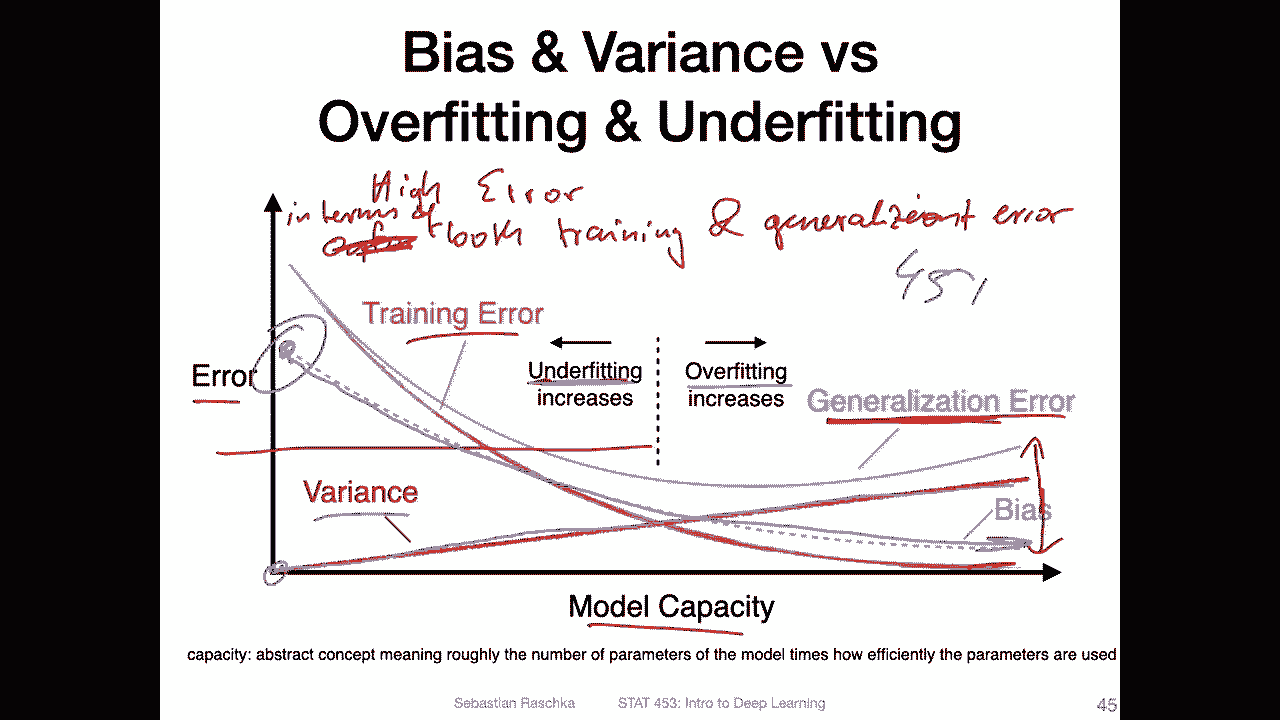 Bias & Variance vs
Overfitting & Underfitting
High Error
in terms of
both training & generalization error
451
Training Error
Underfitting
increases
Overfitting
increases
Error
Generalization Error
Variance
Bias
Model Capacity
capacity: abstract concept meaning roughly the number of parameters of the model times how efficiently the parameters are used
Sebastian Raschka STAT 453: Intro to Deep Learning 45